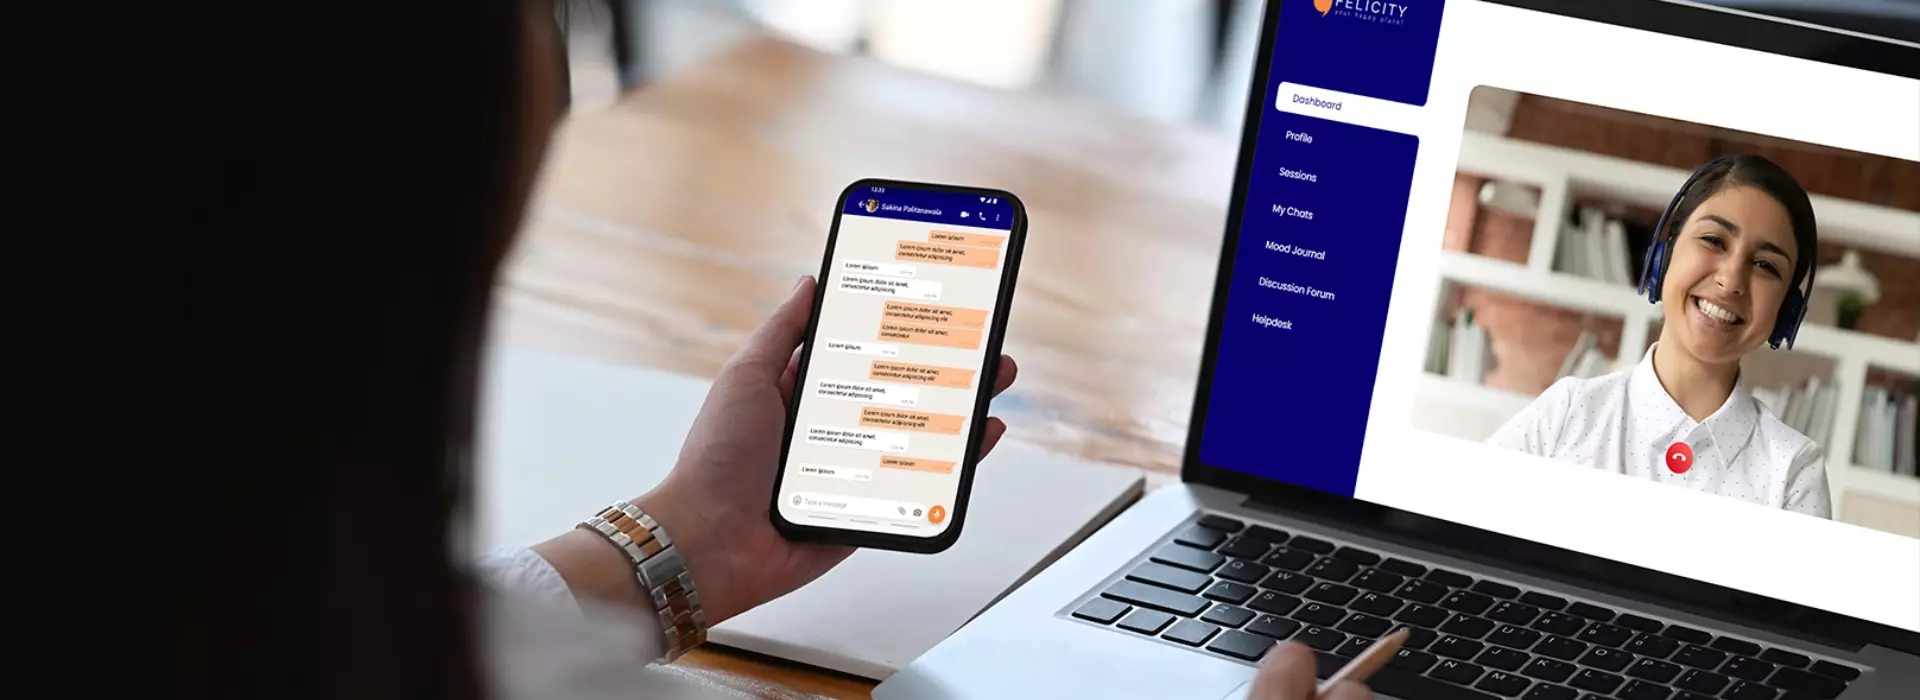 12.33
Sakina Palitanawala
Lorem ipsum
Lorem ipsum dolor sit amet,
consectetur adipiscing
Lorem ipsum
Lorem ipsum dolor sit amet,
consectetur adipiscing
Lorem ipsum dolor sit amet,
consectetur adipiscing elit
Lorem ipsum dolor sit amet,
consectetur
Lorem ipsum
Lorem ipsum dolor sit amet,
consectetur adipiscing elit
Lorem ipsum dolor sit amet,
consectetur adipiscing
Lorem ipsum dolor sit amet,
consectetur adipiscing elit
Lorem ipsum dolor sit amet,
consectetur adipiscing
Lorem ipsum
Lorem ipsum
Type a message
FELICITY
your happy place!
Dashboard
Profile
Sessions
My Chats
Mood Journal
Discussion Forum
Helpdesk